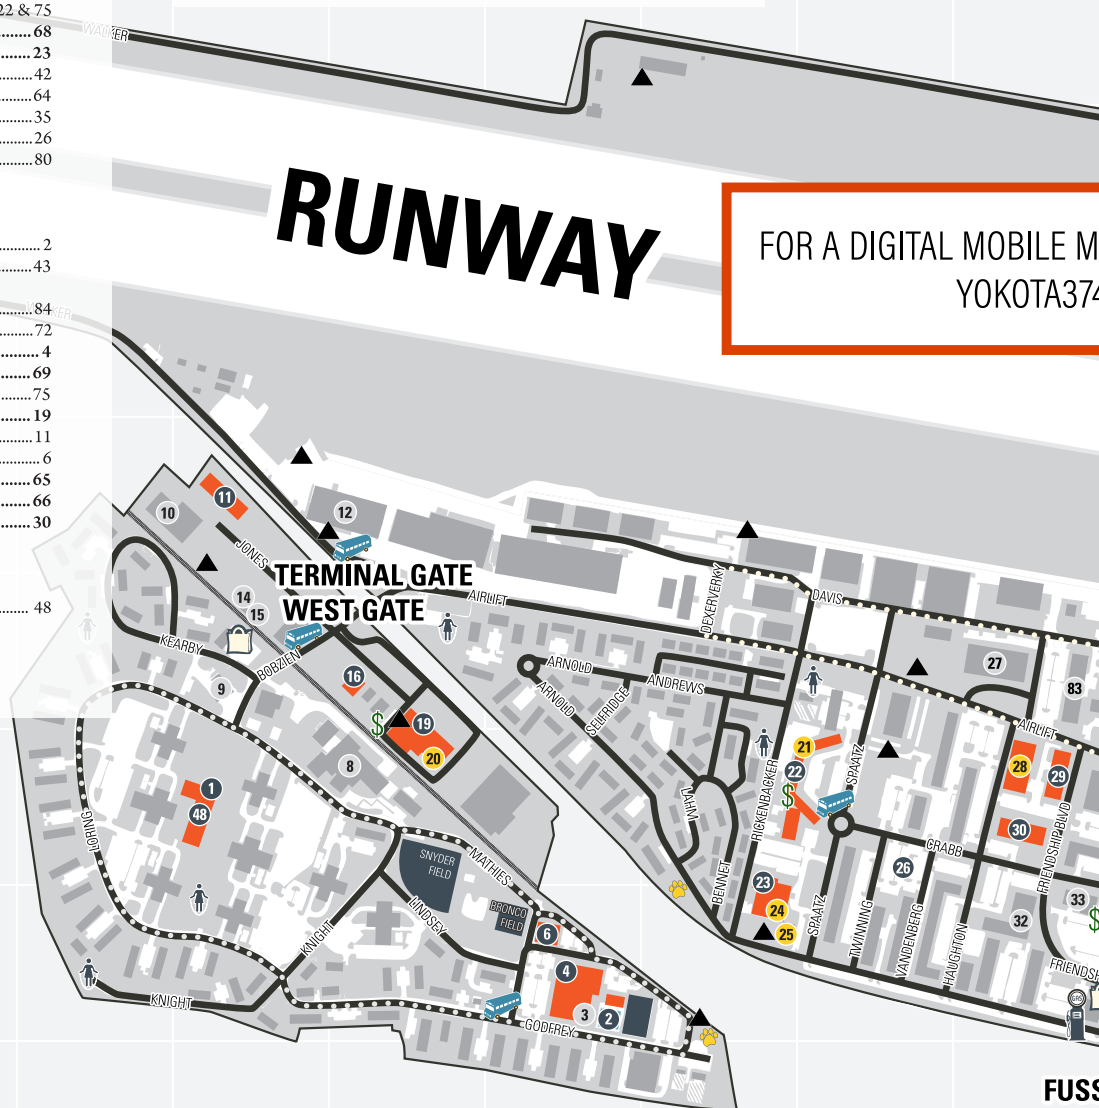 22 & 75
68
23
42
64
35
26
80
2
43
84
72
4
69
75
19
11
6
65
66
30
48
WALKER
RUNWAY
FOR A DIGITAL MOBILE M
YOKOTA374
WALKER
11
10
12
JONES
TERMINAL GATE
WEST GATE
AIRLIFT
14
15
KEARBY
BOBZIEN
9
16
$
19
20
8
1
48
LORING
SNYDER
FIELD
MATHIES
BRONCO
FIELD
LINDSEY
KNIGHT
KNIGHT
6
4
3
2
GODFREY
DAVIS
ARNOLD
ARNOLD
ANDREWS
SELFRIDGE
LAHM
BENNET
RICKENBACKER
21
22
$
SPAATZ
23
24
25
SPAATZ
TWINNING
VANDENBERG
HAUGHTON
26
CRABB
27
83
AIRLIFT
28
29
30
FRIENDSHIP BLVD
32
33
$
FRIENDSH
GAS
FUSS